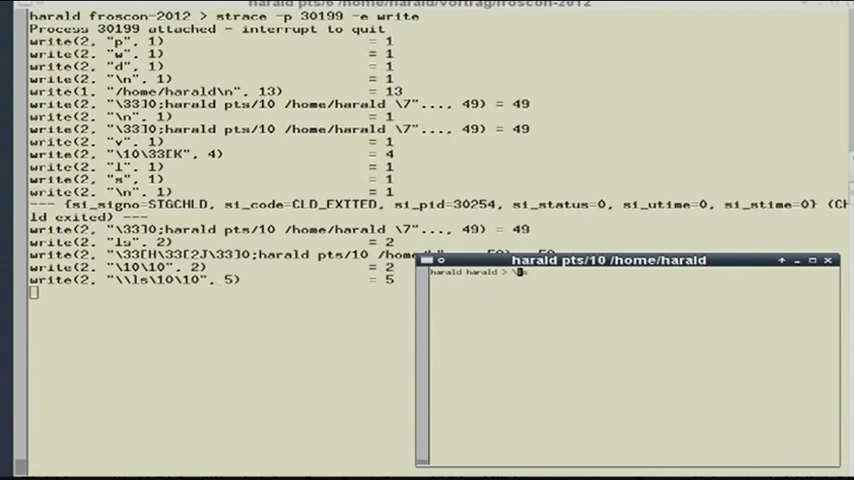 harald pts/6 /home/harald/vortrag/froscon-2012
harald froscon-2012 > strace -p 30199 -e write
Process 30199 attached - interrupt to quit
write(2, "p", 1) = 1
write(2, "w", 1) = 1
write(2, "d", 1) = 1
write(2, "\n", 1) = 1
write(1, "/home/harald\n", 13) = 13
write(2, "\33]0;harald pts/10 /home/harald \7"..., 49) = 49
write(2, "\n", 1) = 1
write(2, "\33]0;harald pts/10 /home/harald \7"..., 49) = 49
write(2, "v", 1) = 1
write(2, "\10\33[K", 4) = 4
write(2, "l", 1) = 1
write(2, "s", 1) = 1
write(2, "\n", 1) = 1
--- {si_signo=SIGCHLD, si_code=CLD_EXITED, si_pid=30254, si_status=0, si_utime=0, si_stime=0} (Chi
ld exited) ---
write(2, "\33]0;harald pts/10 /home/harald \7"..., 49) = 49
write(2, "ls", 2) = 2
write(2, "\33[H\33[2J\33]0;harald pts/10 /home/h
write(2, "\10\10", 2) = 2
write(2, "\\ls\10\10", 5) = 5
harald pts/10 /home/harald
harald harald > \ls